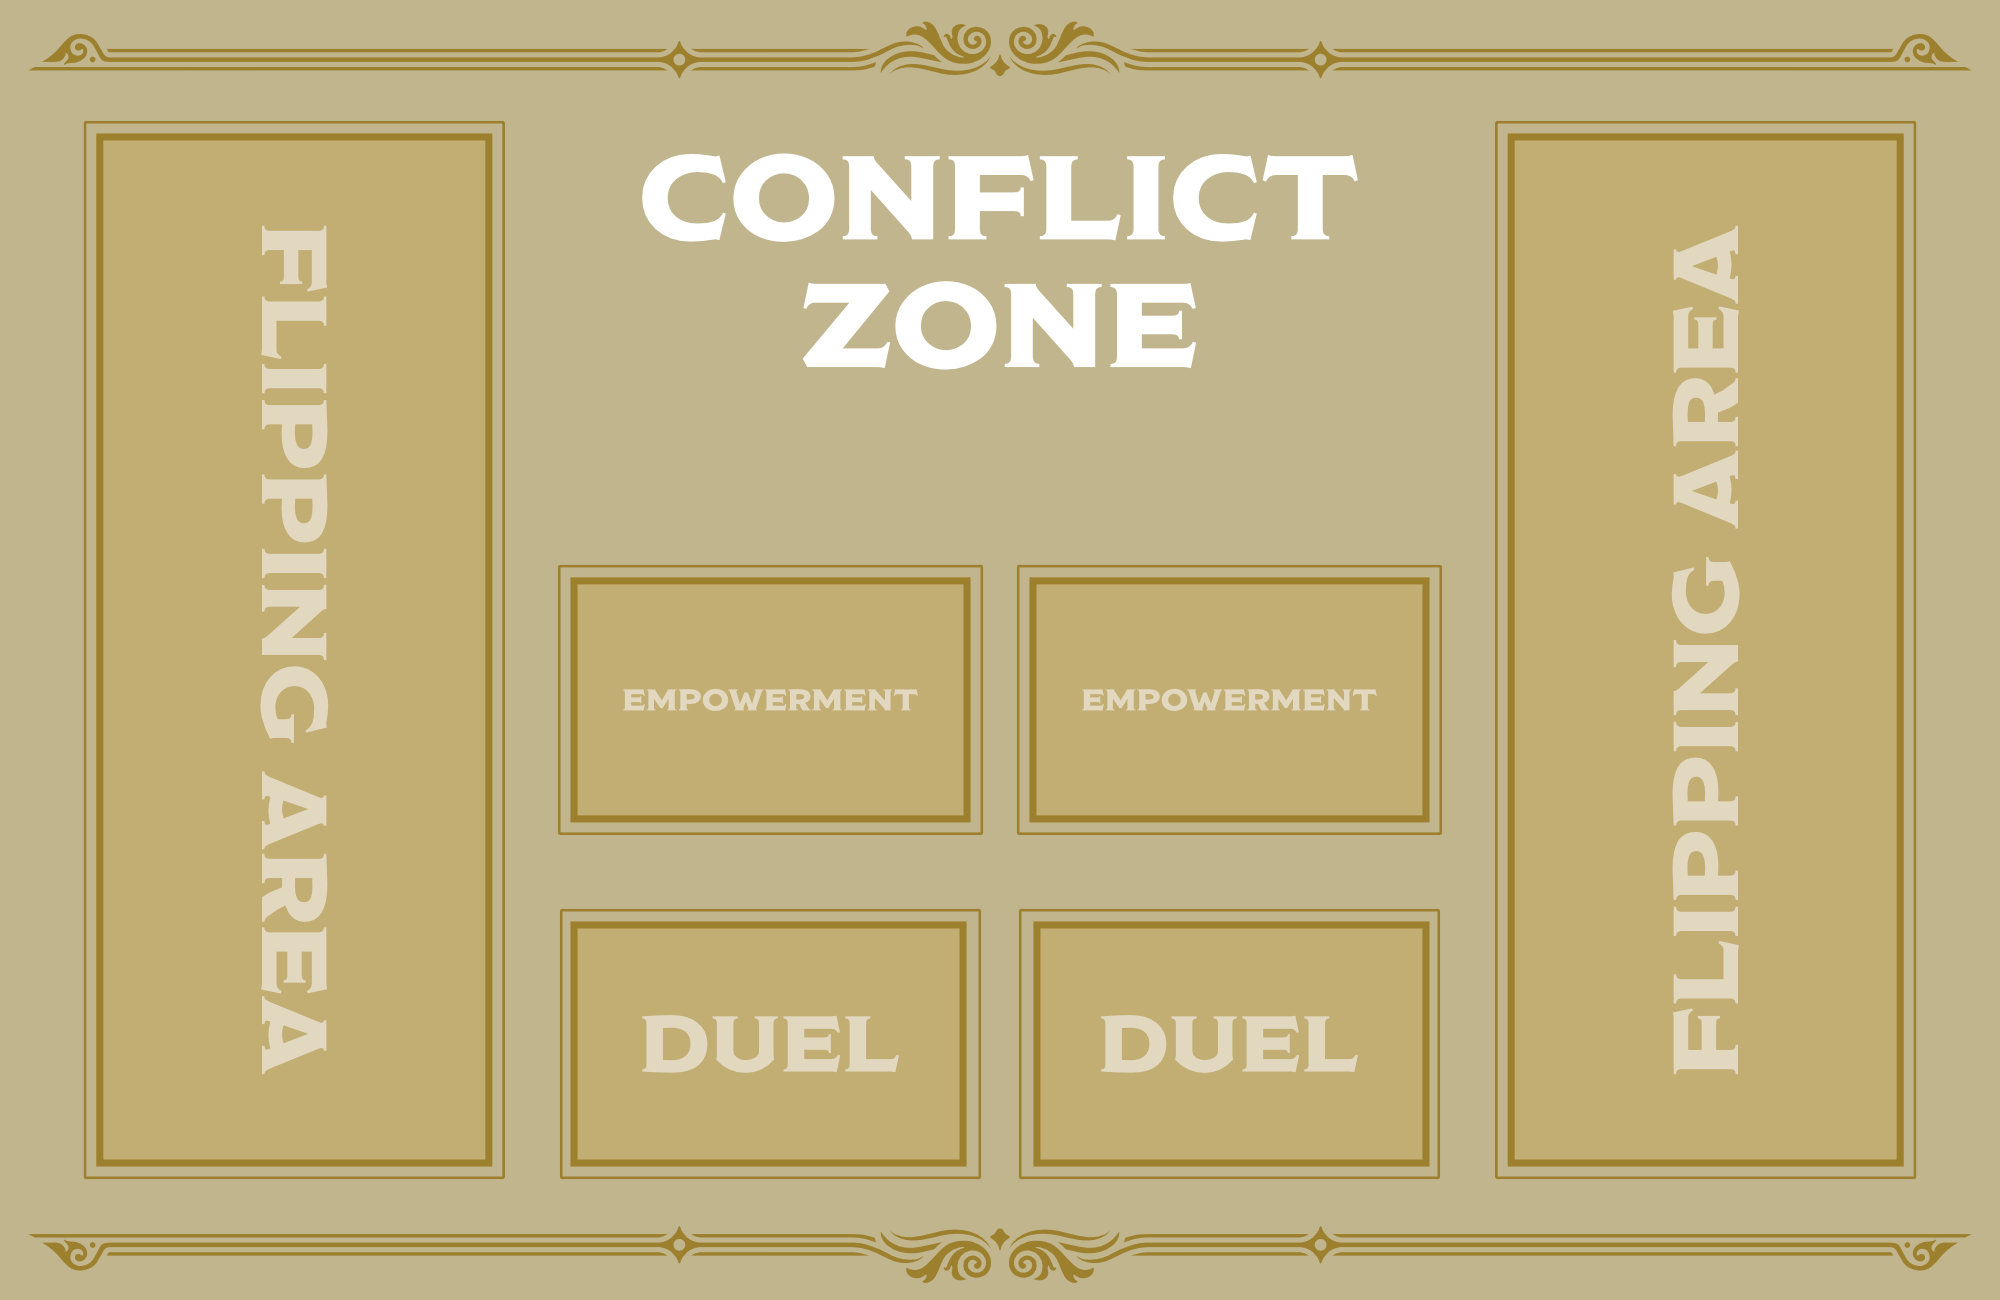 CONFLICT
ZONE
FLIPPING AREA
FLIPPING AREA
EMPOWERMENT
EMPOWERMENT
DUEL
DUEL